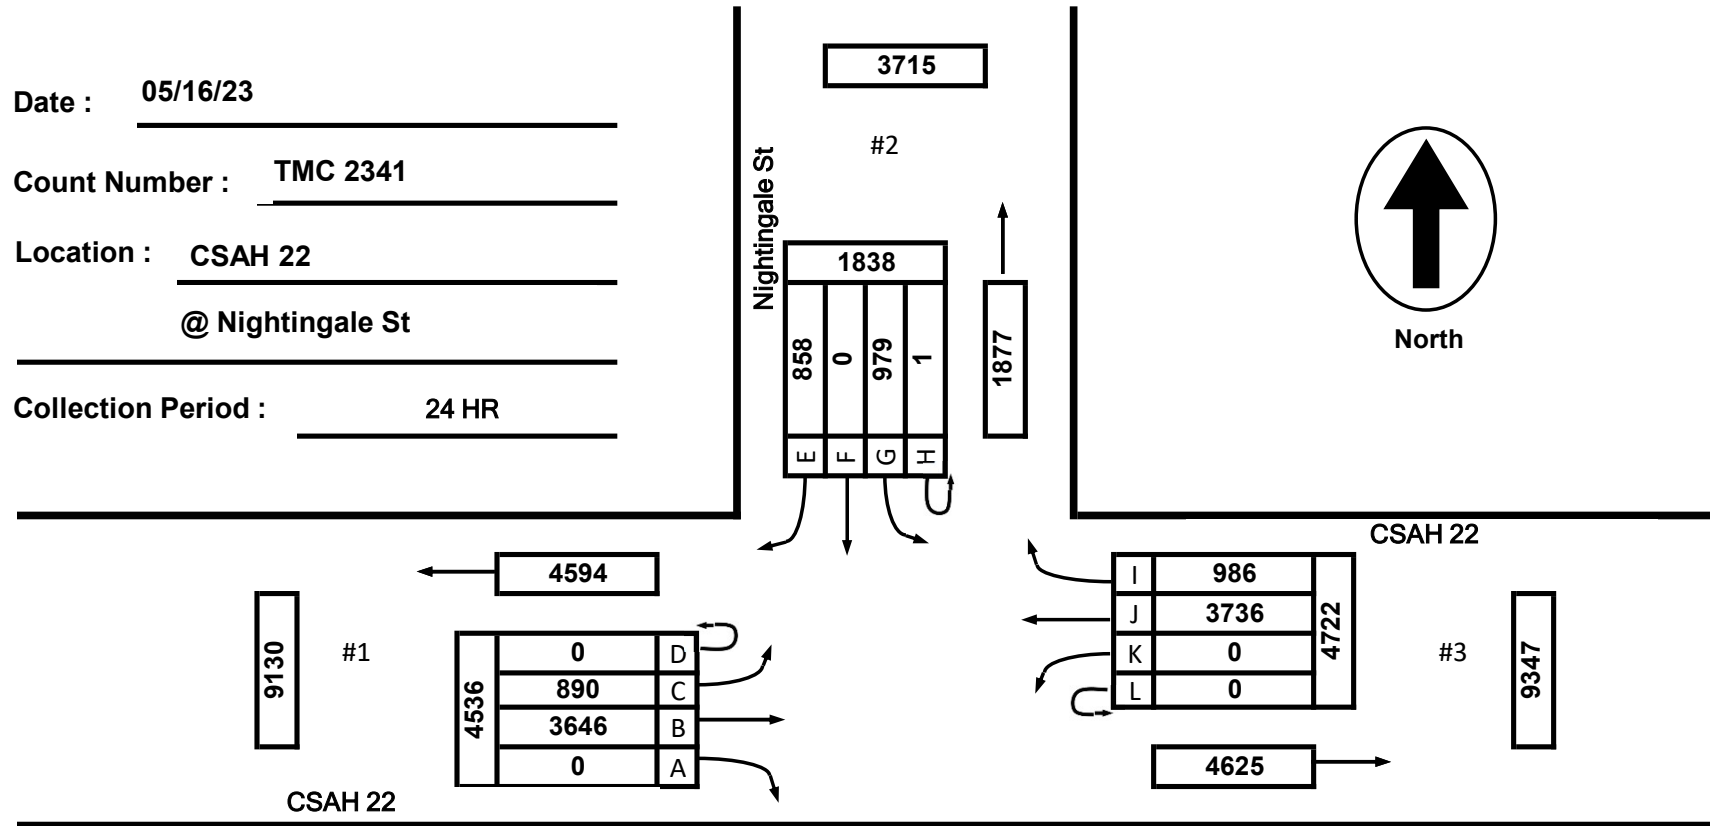 Date : 05/16/23
Count Number : TMC 2341
Location : CSAH 22
@ Nightingale St
Collection Period : 24 HR
3715
#2
Nightingale St
1838
858
0
979
1
E
F
G
H
1877
North
CSAH 22
4594
9130
#1
4536
0 D
890 C
3646 B
0 A
CSAH 22
I 986
J 3736
K 0
L 0
4722
#3
9347
4625